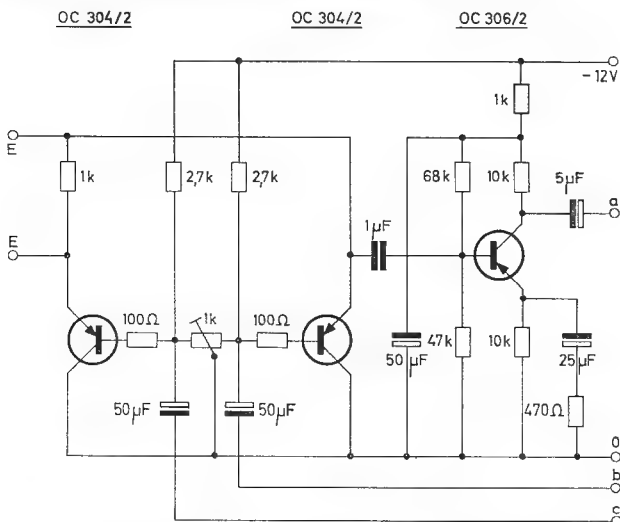 OC 304/2 OC 304/2 OC 306/2
-12V
1k
E
1k 2,7k 2,7k 68k 10k 5µF
a
1µF
E
100Ω 1k 100Ω
50µF 47k 10k 25µF
50µF 50µF
470Ω
0
b
c